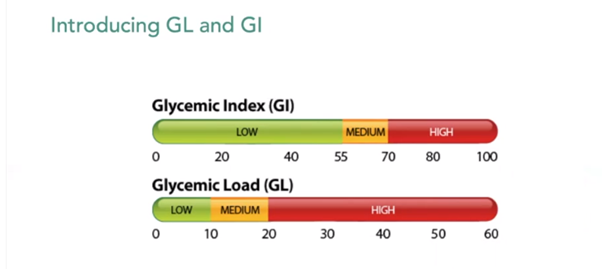 Introducing GL and GI
Glycemic Index (GI)
LOW MEDIUM HIGH
0 20 40 55 70 80 100
Glycemic Load (GL)
LOW MEDIUM HIGH
0 10 20 30 40 50 60